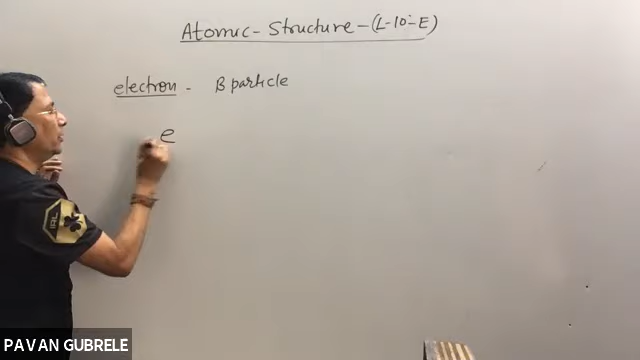 Atomic-Structure-(L-10-E)
electron - β particle
e
PAVAN GUBRELE